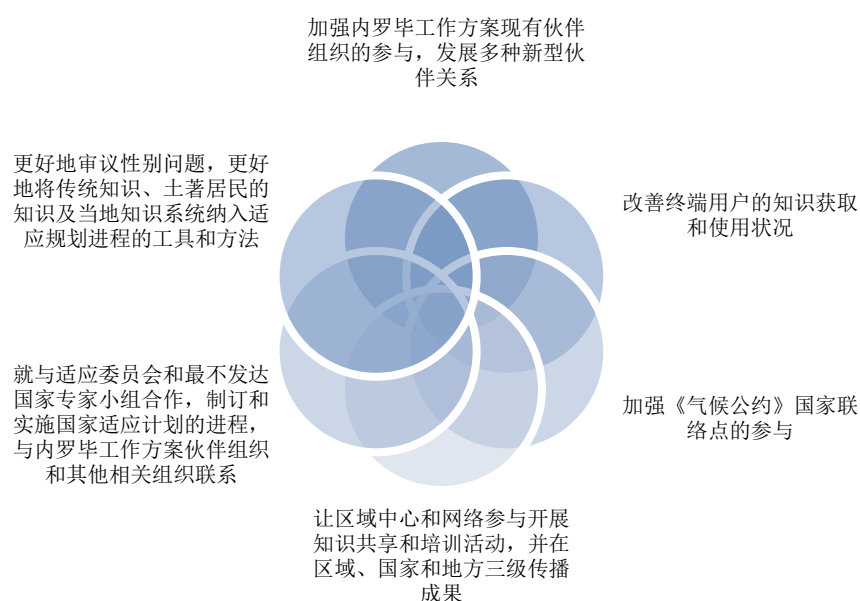 加强内罗毕工作方案现有伙伴
组织的参与，发展多种新型伙
伴关系
更好地审议性别问题，更好
地将传统知识、土著居民的
知识及当地知识系统纳入适
应规划进程的工具和方法
改善终端用户的知识获取
和使用状况
就与适应委员会和最不发达
国家专家小组合作，制订和
实施国家适应计划的进程，
与内罗毕工作方案伙伴组织
和其他相关组织联系
加强《气候公约》国家联
络点的参与
让区域中心和网络参与开展
知识共享和培训活动，并在
区域、国家和地方三级传播
成果